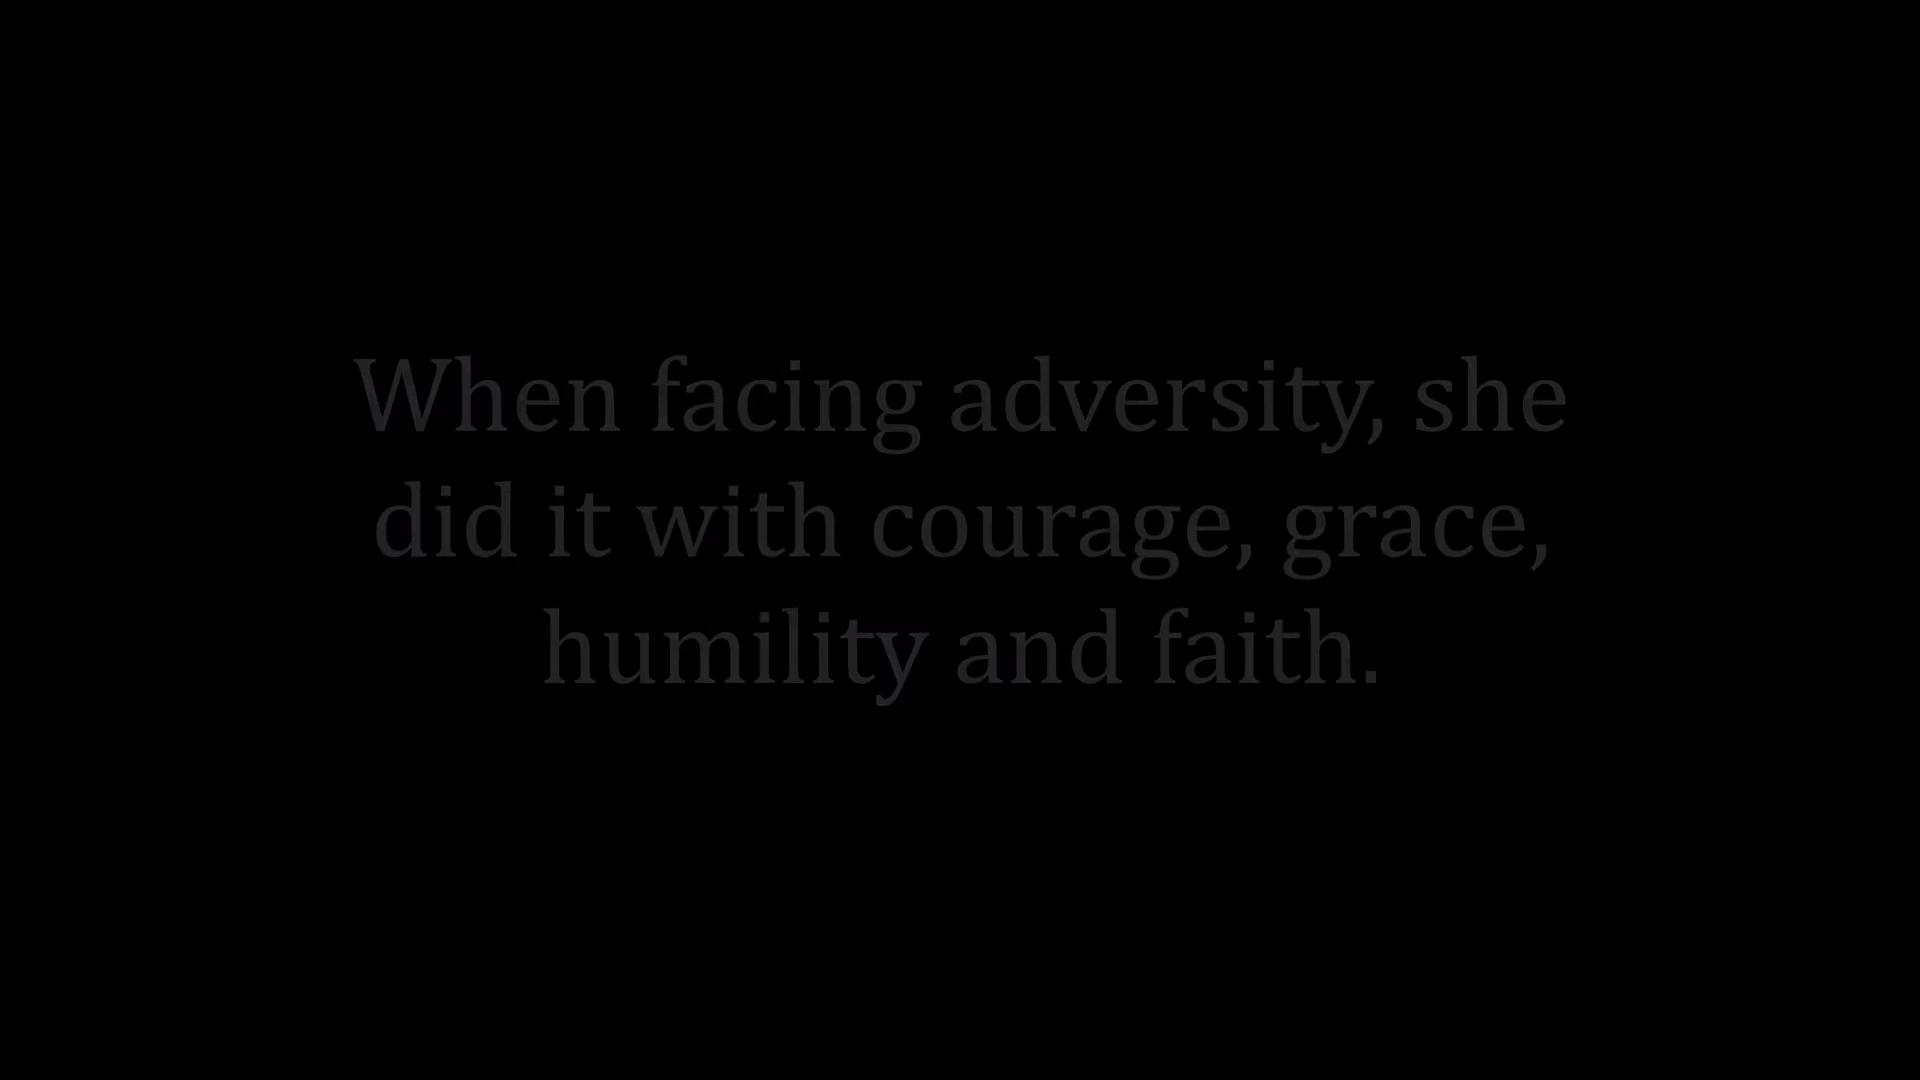 When facing adversity, she
did it with courage, grace,
humility and faith.